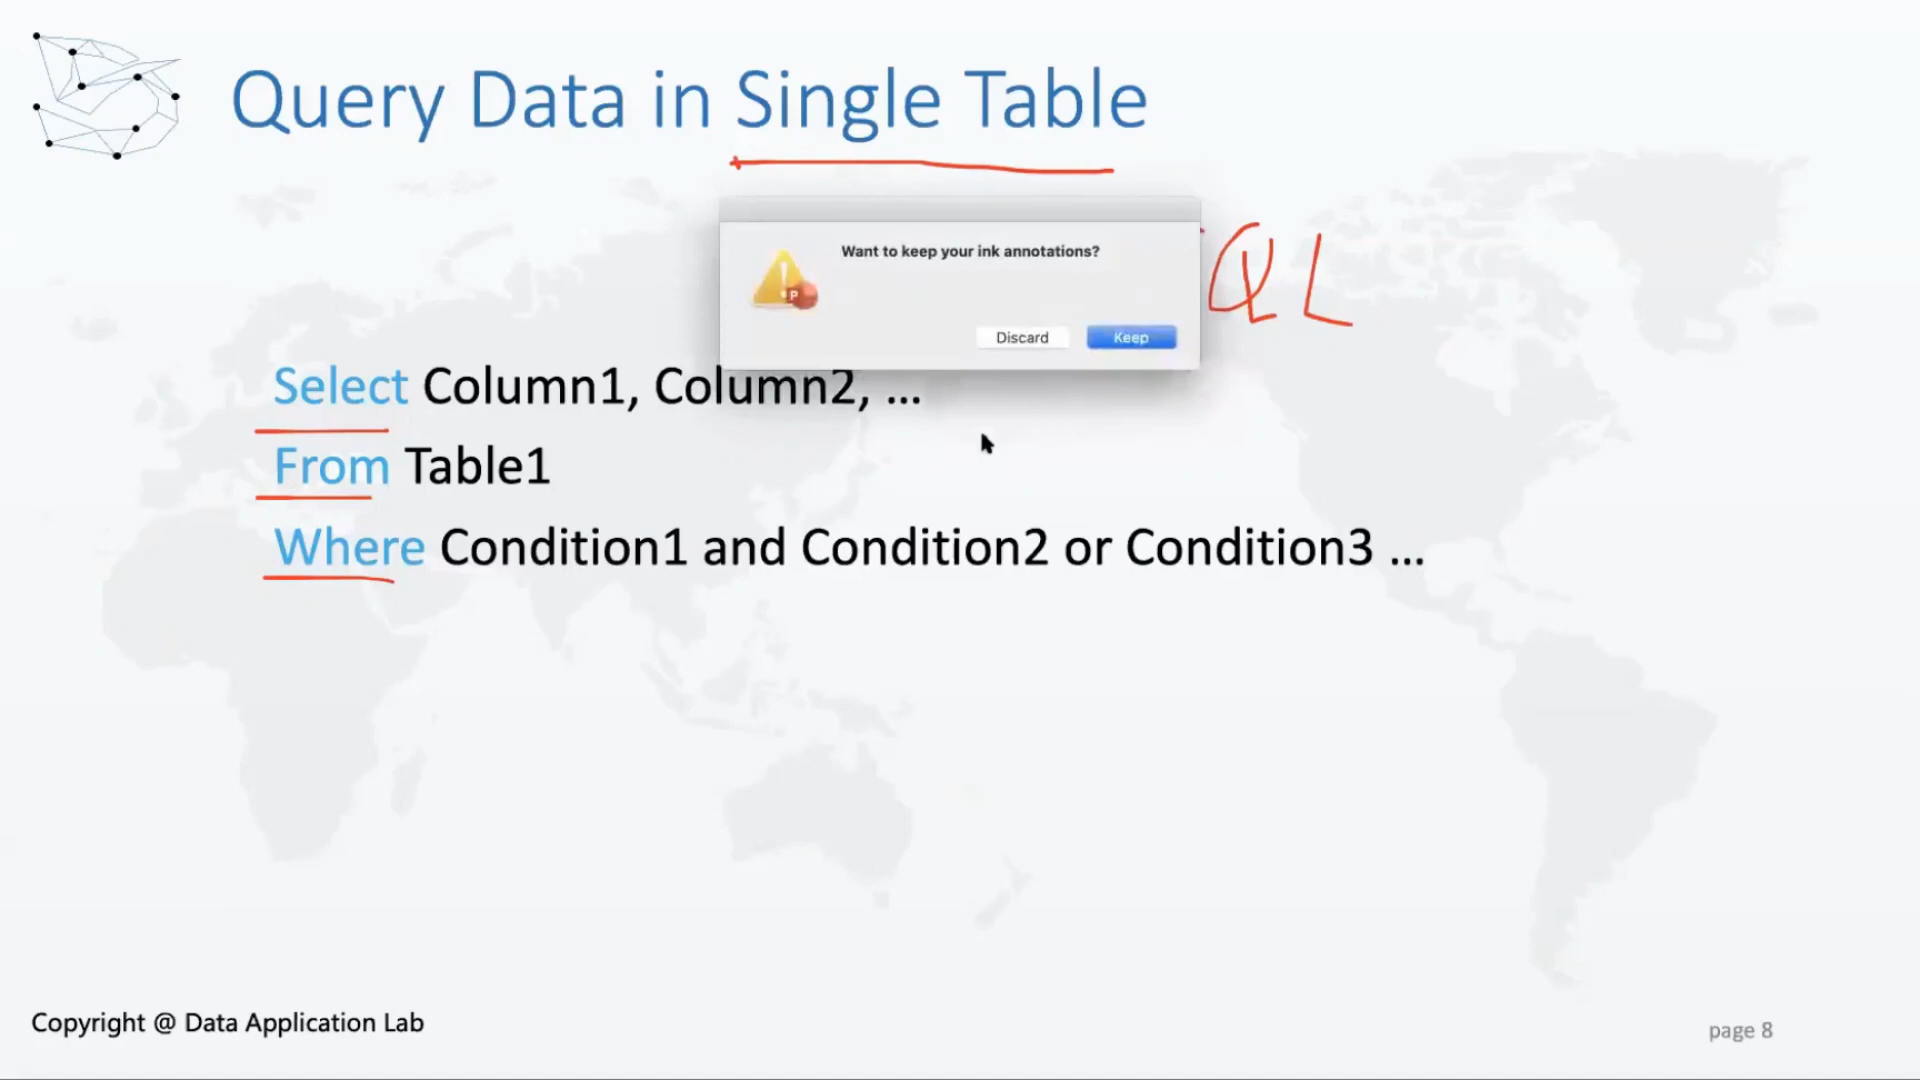 Query Data in Single Table
Want to keep your ink annotations?
QL
Discard
Keep
Select Column1, Column2, ...
From Table1
Where Condition1 and Condition2 or Condition3 ...
Copyright @ Data Application Lab
page 8